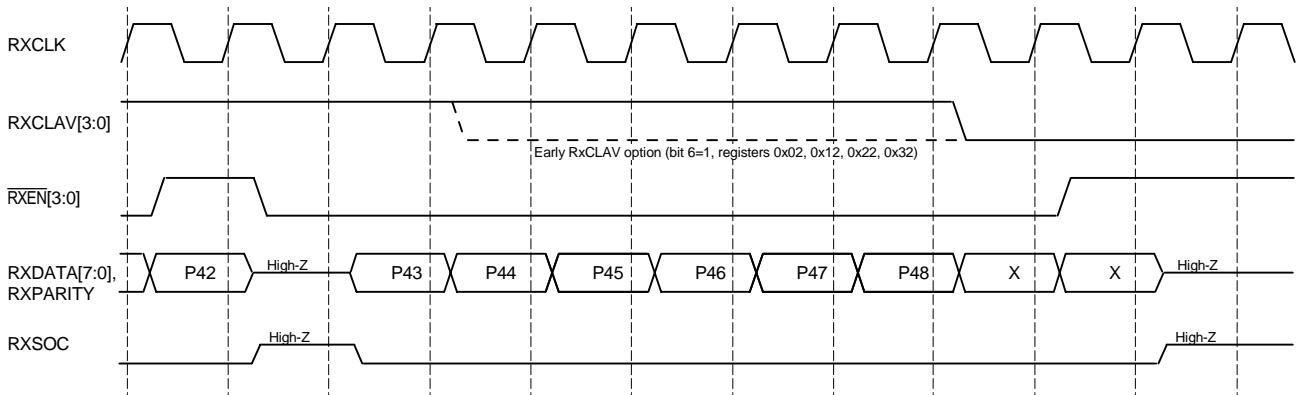 RXCLK
RXCLAV[3:0]
Early RxCLAV option (bit 6=1, registers 0x02, 0x12, 0x22, 0x32)
RXEN[3:0]
RXDATA[7:0],
RXPARITY
P42 High-Z P43 P44 P45 P46 P47 P48 X X High-Z
RXSOC High-Z High-Z